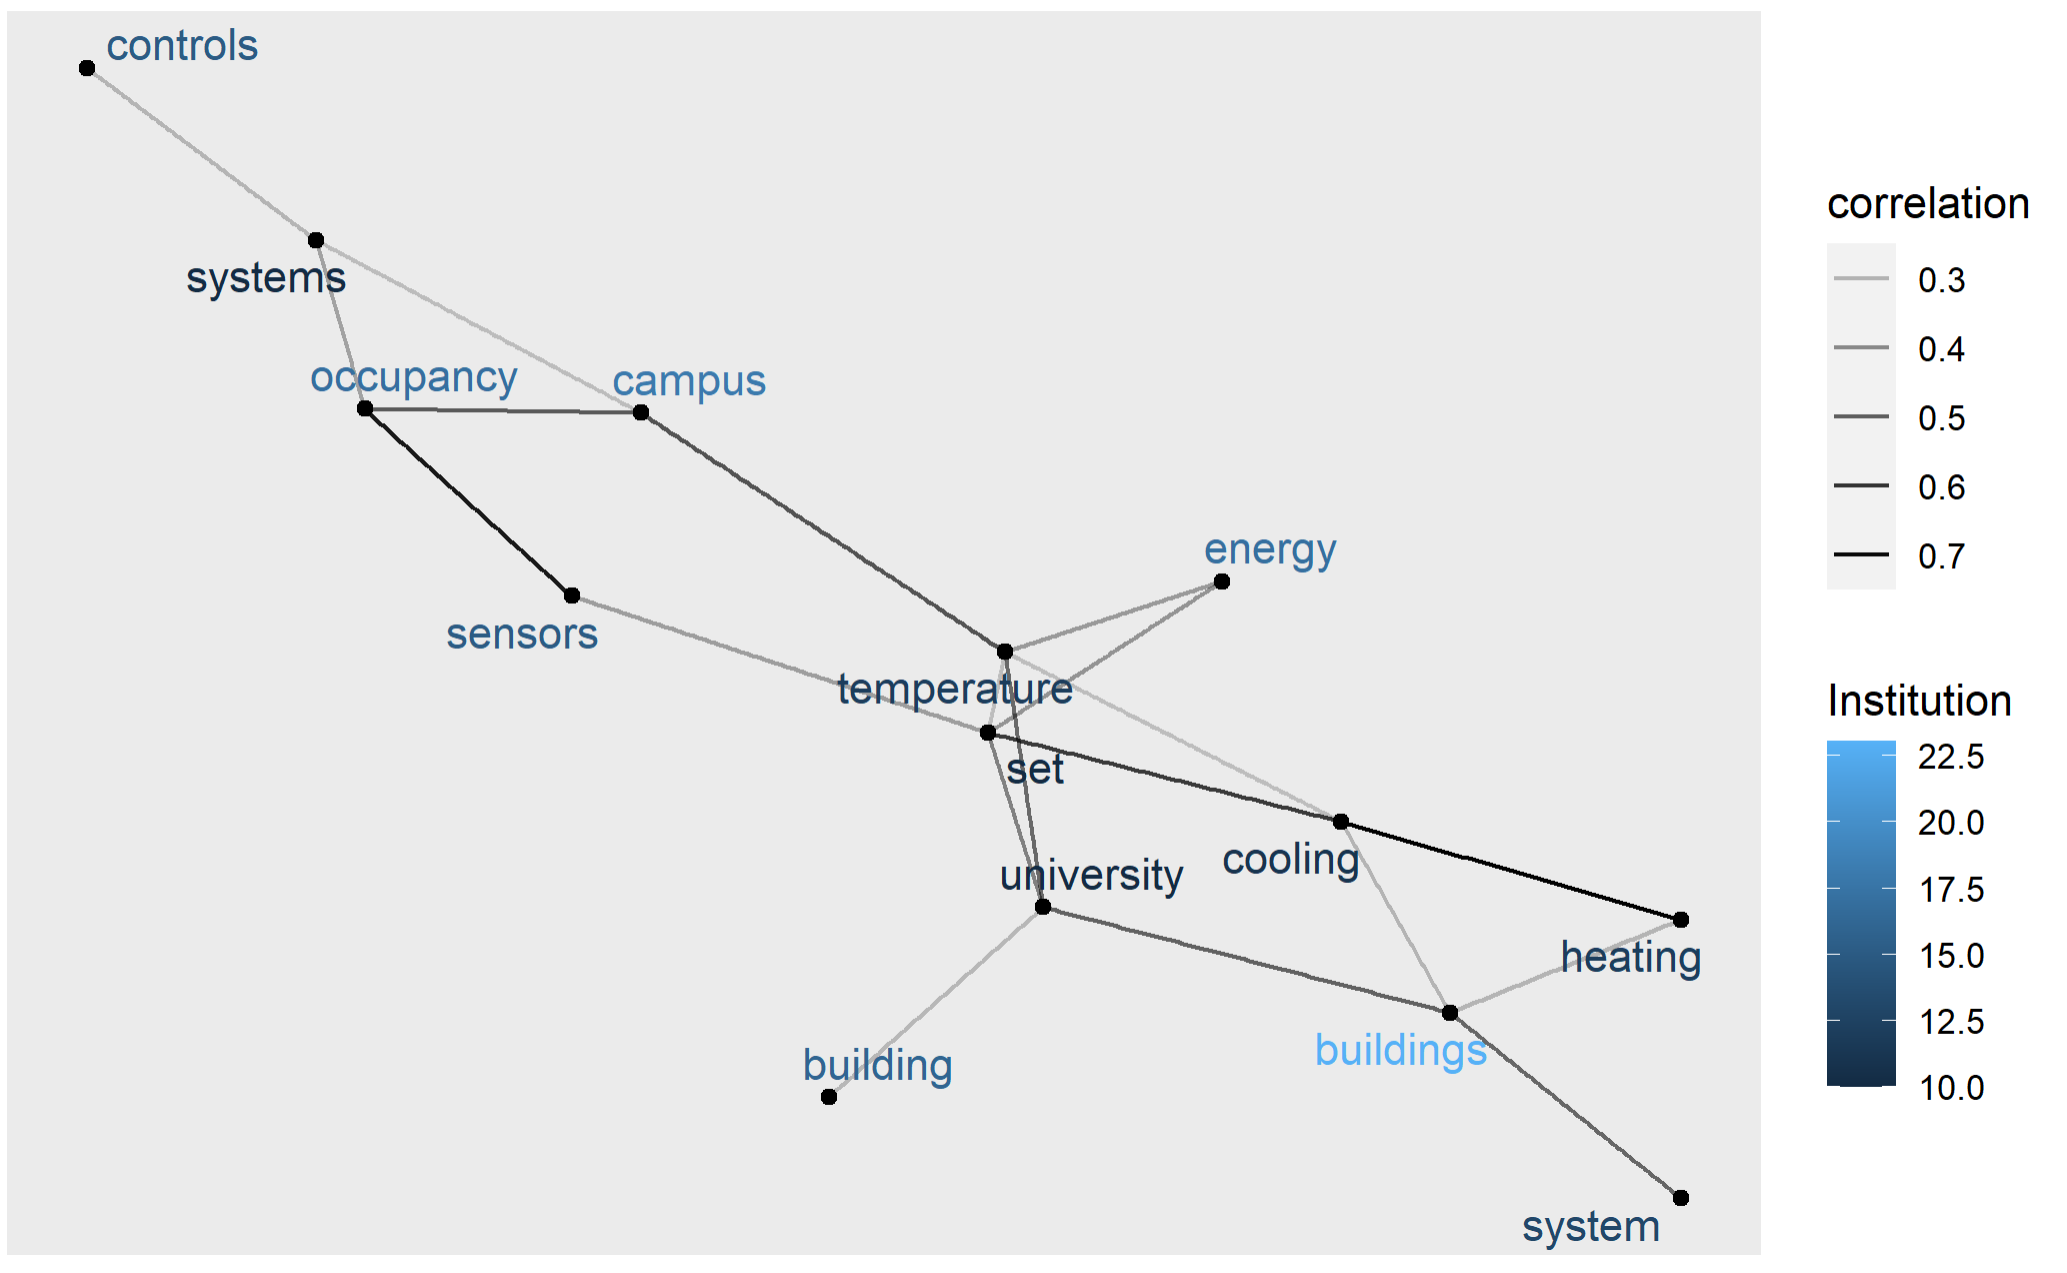 controls
systems
occupancy
campus
energy
sensors
temperature
set
cooling
university
heating
buildings
building
system
correlation
0.3
0.4
0.5
0.6
0.7
Institution
22.5
20.0
17.5
15.0
12.5
10.0